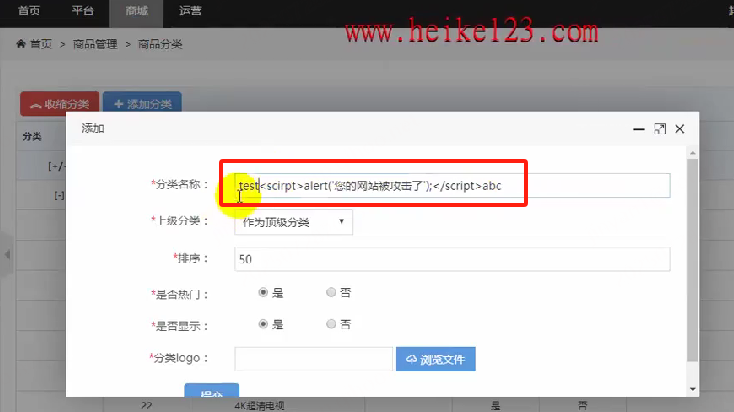 首页 平台 商城 运营
www.heike123.com
首页 > 商品管理 > 商品分类
收缩分类 添加分类
分类
添加
[-/-
*分类名称： test<scirpt>alert('您的网站被攻击了');</script>abc
[-]
*上级分类： 作为顶级分类
*排序： 50
*是否热门： 是 否
*是否显示： 是 否
*分类logo： 浏览文件
提交
22 4K超清电视 是 否